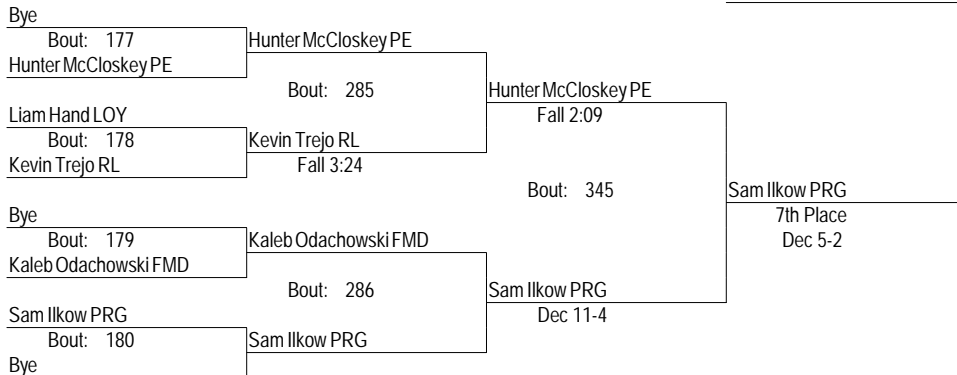 Bye
Bout: 177
Hunter McCloskey PE
Hunter McCloskey PE
Bout: 285
Hunter McCloskey PE
Fall 2:09
Liam Hand LOY
Bout: 178
Kevin Trejo RL
Kevin Trejo RL
Fall 3:24
Bout: 345
Sam Ilkow PRG
7th Place
Dec 5-2
Bye
Bout: 179
Kaleb Odachowski FMD
Kaleb Odachowski FMD
Bout: 286
Sam Ilkow PRG
Dec 11-4
Sam Ilkow PRG
Bout: 180
Sam Ilkow PRG
Bye